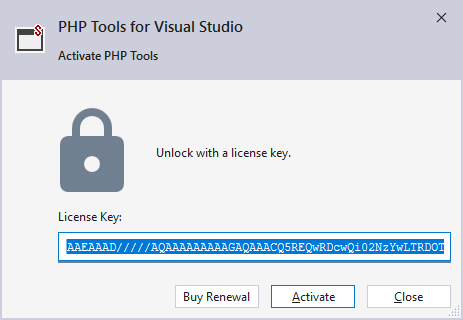 PHP Tools for Visual Studio
Activate PHP Tools
Unlock with a license key.
License Key:
AAEAAAD/////AQAAAAAAAAAGAQAAACQ5REQwRDcwQi02NzYwLTRDOT
Buy Renewal Activate Close